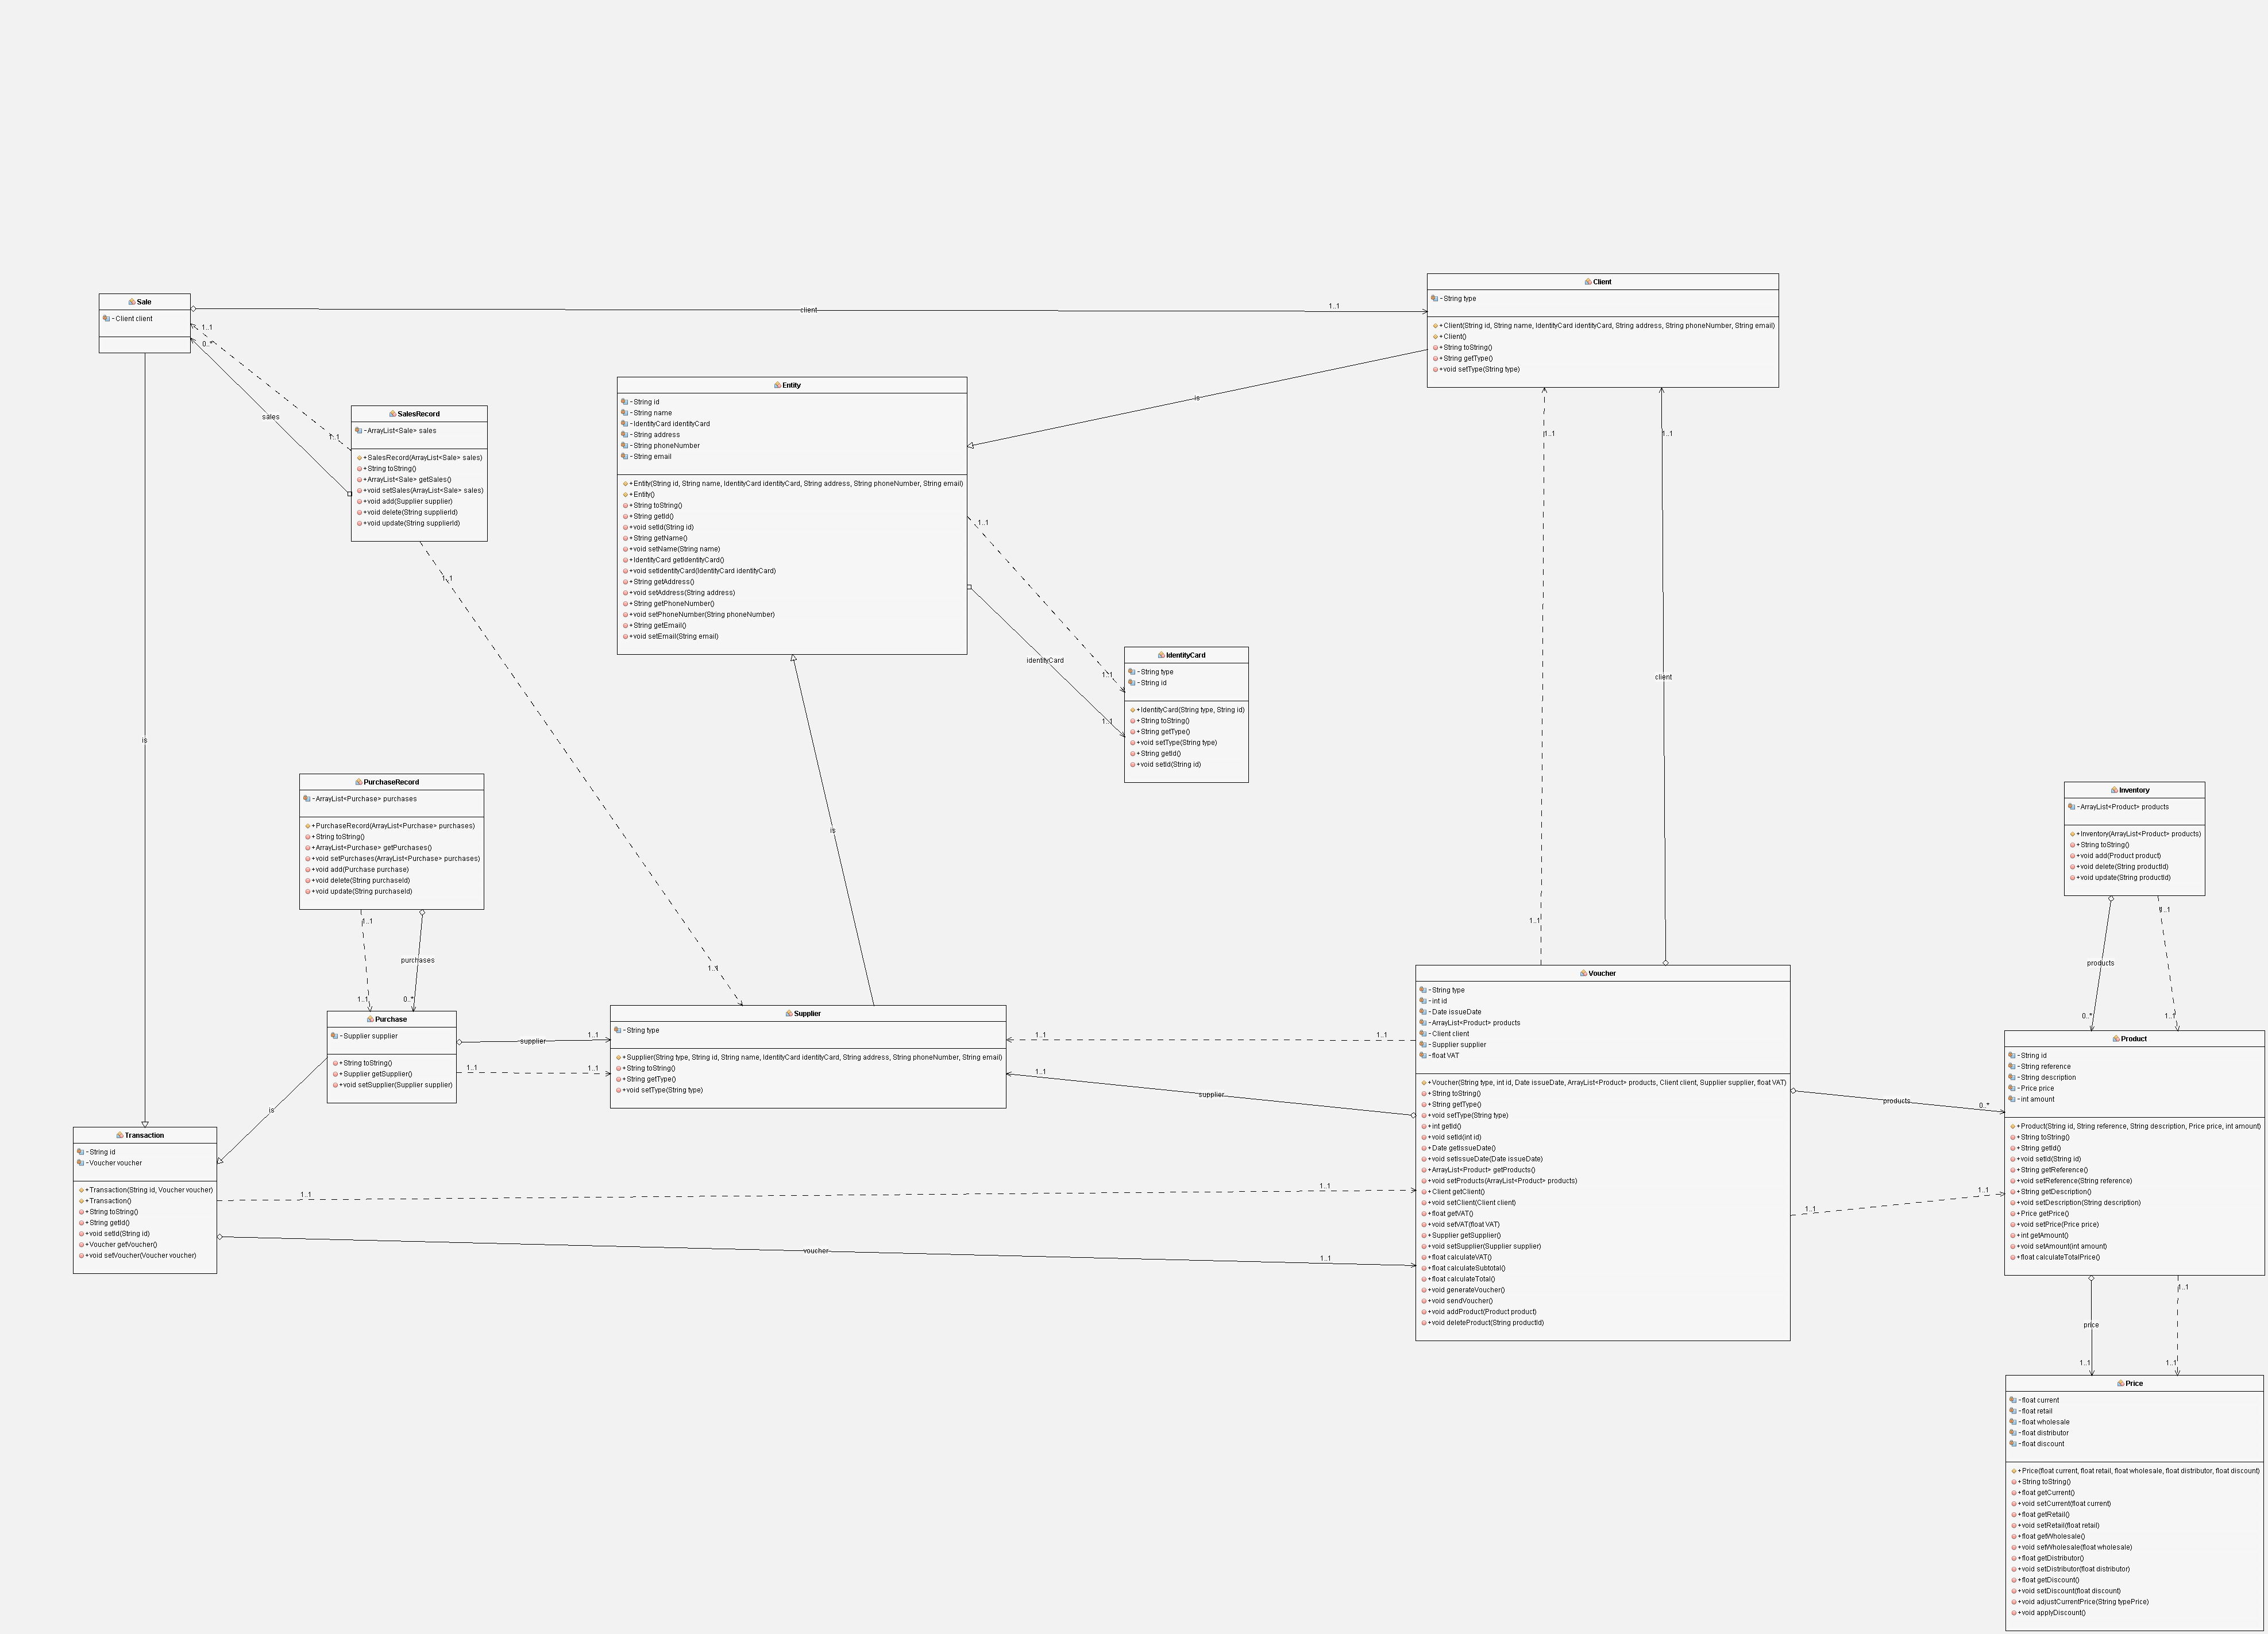 Sale
-Client client
client
1..1
1..1
0..*
sales
1..1
is
Client
-String type
+Client(String id, String name, IdentityCard identityCard, String address, String phoneNumber, String email)
+Client()
+String toString()
+String getType()
+void setType(String type)
is
1..1
1..1
client
1..1
SalesRecord
-ArrayList<Sale> sales
+SalesRecord(ArrayList<Sale> sales)
+String toString()
+ArrayList<Sale> getSales()
+void setSales(ArrayList<Sale> sales)
+void add(Supplier supplier)
+void delete(String supplierId)
+void update(String supplierId)
1..1
1..1
Entity
-String id
-String name
-IdentityCard identityCard
-String address
-String phoneNumber
-String email
+Entity(String id, String name, IdentityCard identityCard, String address, String phoneNumber, String email)
+Entity()
+String toString()
+String getId()
+void setId(String id)
+String getName()
+void setName(String name)
+IdentityCard getIdentityCard()
+void setIdentityCard(IdentityCard identityCard)
+String getAddress()
+void setAddress(String address)
+String getPhoneNumber()
+void setPhoneNumber(String phoneNumber)
+String getEmail()
+void setEmail(String email)
1..1
identityCard
1..1
1..1
is
IdentityCard
-String type
-String id
+IdentityCard(String type, String id)
+String toString()
+String getType()
+void setType(String type)
+String getId()
+void setId(String id)
PurchaseRecord
-ArrayList<Purchase> purchases
+PurchaseRecord(ArrayList<Purchase> purchases)
+String toString()
+ArrayList<Purchase> getPurchases()
+void setPurchases(ArrayList<Purchase> purchases)
+void add(Purchase purchase)
+void delete(String purchaseId)
+void update(String purchaseId)
1..1
purchases
1..1
0..*
Inventory
-ArrayList<Product> products
+Inventory(ArrayList<Product> products)
+String toString()
+void add(Product product)
+void delete(String productId)
+void update(String productId)
1..1
products
0..*
1..1
Purchase
-Supplier supplier
+String toString()
+Supplier getSupplier()
+void setSupplier(Supplier supplier)
supplier
1..1
1..1
1..1
is
Supplier
-String type
+Supplier(String type, String id, String name, IdentityCard identityCard, String address, String phoneNumber, String email)
+String toString()
+String getType()
+void setType(String type)
1..1
1..1
1..1
supplier
Voucher
-String type
-int id
-Date issueDate
-ArrayList<Product> products
-Client client
-Supplier supplier
-float VAT
+Voucher(String type, int id, Date issueDate, ArrayList<Product> products, Client client, Supplier supplier, float VAT)
+String toString()
+String getType()
+void setType(String type)
+int getId()
+void setId(int id)
+Date getIssueDate()
+void setIssueDate(Date issueDate)
+ArrayList<Product> getProducts()
+void setProducts(ArrayList<Product> products)
+Client getClient()
+void setClient(Client client)
+float getVAT()
+void setVAT(float VAT)
+Supplier getSupplier()
+void setSupplier(Supplier supplier)
+float calculateVAT()
+float calculateSubtotal()
+float calculateTotal()
+void generateVoucher()
+void sendVoucher()
+void addProduct(Product product)
+void deleteProduct(String productId)
products
0..*
1..1
1..1
Product
-String id
-String reference
-String description
-Price price
-int amount
+Product(String id, String reference, String description, Price price, int amount)
+String toString()
+String getId()
+void setId(String id)
+String getReference()
+void setReference(String reference)
+String getDescription()
+void setDescription(String description)
+Price getPrice()
+void setPrice(Price price)
+int getAmount()
+void setAmount(int amount)
+float calculateTotalPrice()
1..1
price
1..1
1..1
Transaction
-String id
-Voucher voucher
+Transaction(String id, Voucher voucher)
+Transaction()
+String toString()
+String getId()
+void setId(String id)
+Voucher getVoucher()
+void setVoucher(Voucher voucher)
1..1
1..1
voucher
1..1
Price
-float current
-float retail
-float wholesale
-float distributor
-float discount
+Price(float current, float retail, float wholesale, float distributor, float discount)
+String toString()
+float getCurrent()
+void setCurrent(float current)
+float getRetail()
+void setRetail(float retail)
+float getWholesale()
+void setWholesale(float wholesale)
+float getDistributor()
+void setDistributor(float distributor)
+float getDiscount()
+void setDiscount(float discount)
+void adjustCurrentPrice(String typePrice)
+void applyDiscount()